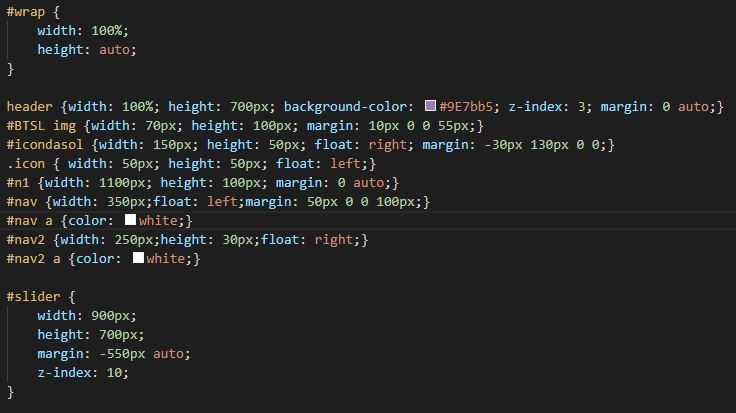 #wrap {
    width: 100%;
    height: auto;
}
header {width: 100%; height: 700px; background-color: #9E7bb5; z-index: 3; margin: 0 auto;}
#BTSL img {width: 70px; height: 100px; margin: 10px 0 0 55px;}
#icondasol {width: 150px; height: 50px; float: right; margin: -30px 130px 0 0;}
.icon { width: 50px; height: 50px; float: left;}
#n1 {width: 1100px; height: 100px; margin: 0 auto;}
#nav {width: 350px;float: left;margin: 50px 0 0 100px;}
#nav a {color: white;}
#nav2 {width: 250px;height: 30px;float: right;}
#nav2 a {color: white;}
#slider {
    width: 900px;
    height: 700px;
    margin: -550px auto;
    z-index: 10;
}